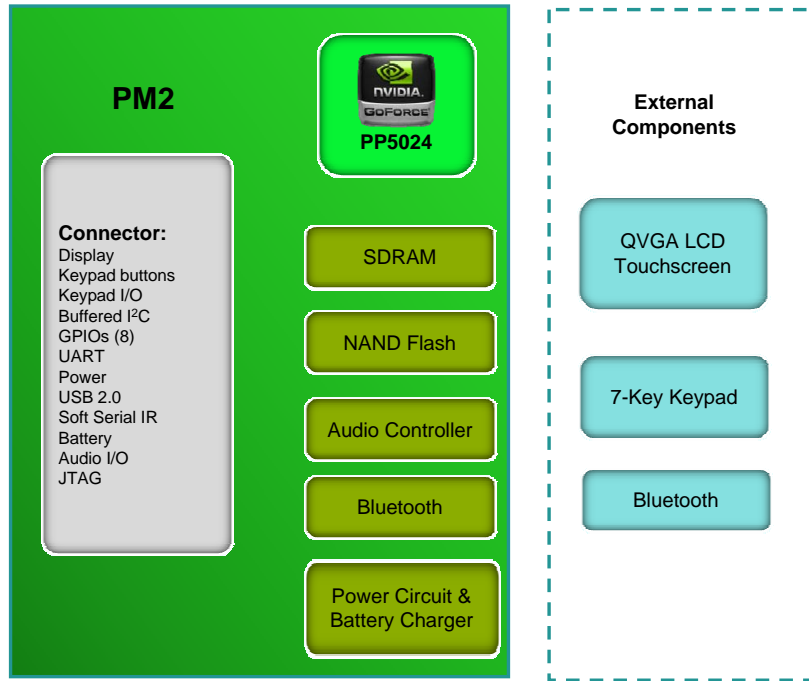 PM2
NVIDIA.
GOFORCE
PP5024
Connector:
Display
Keypad buttons
Keypad I/O
Buffered I²C
GPIOs (8)
UART
Power
USB 2.0
Soft Serial IR
Battery
Audio I/O
JTAG
SDRAM
NAND Flash
Audio Controller
Bluetooth
Power Circuit &
Battery Charger
External
Components
QVGA LCD
Touchscreen
7-Key Keypad
Bluetooth